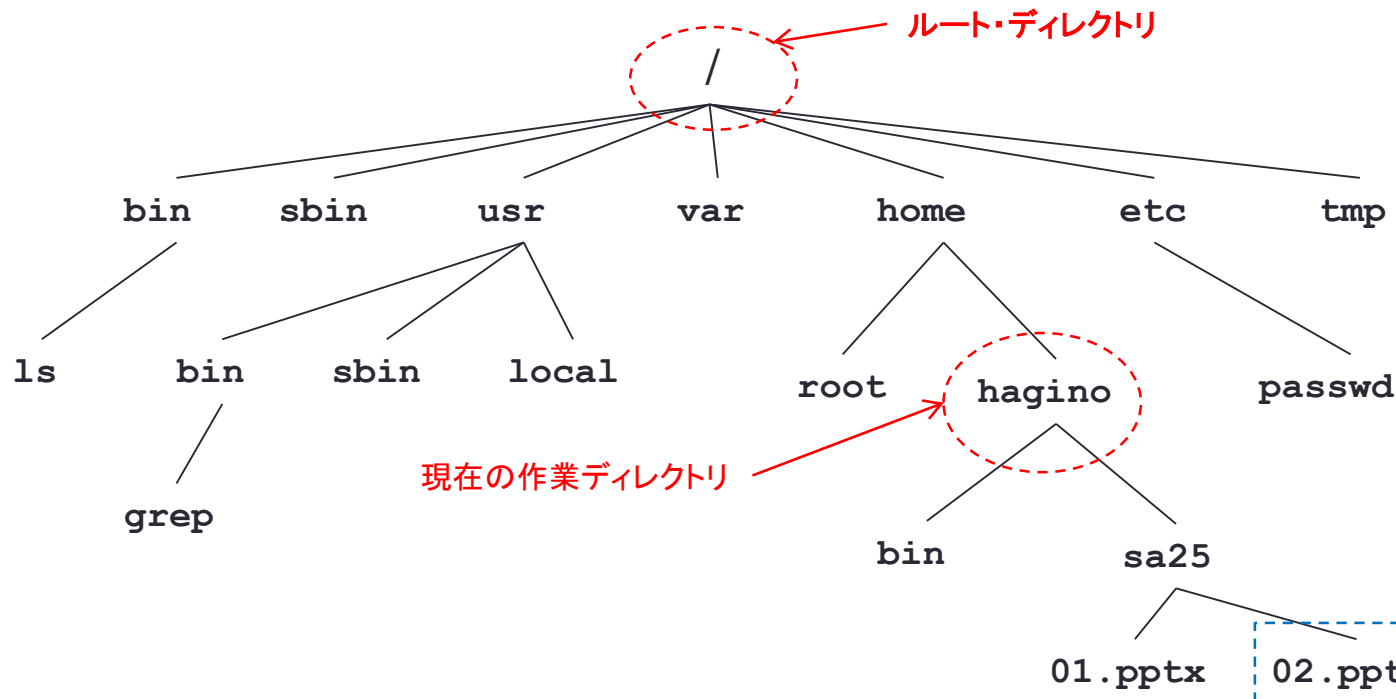 ルート・ディレクトリ
/
bin sbin usr var home etc tmp
ls bin sbin local root hagino passwd
現在の作業ディレクトリ
grep
bin sa25
01.pptx 02.ppt